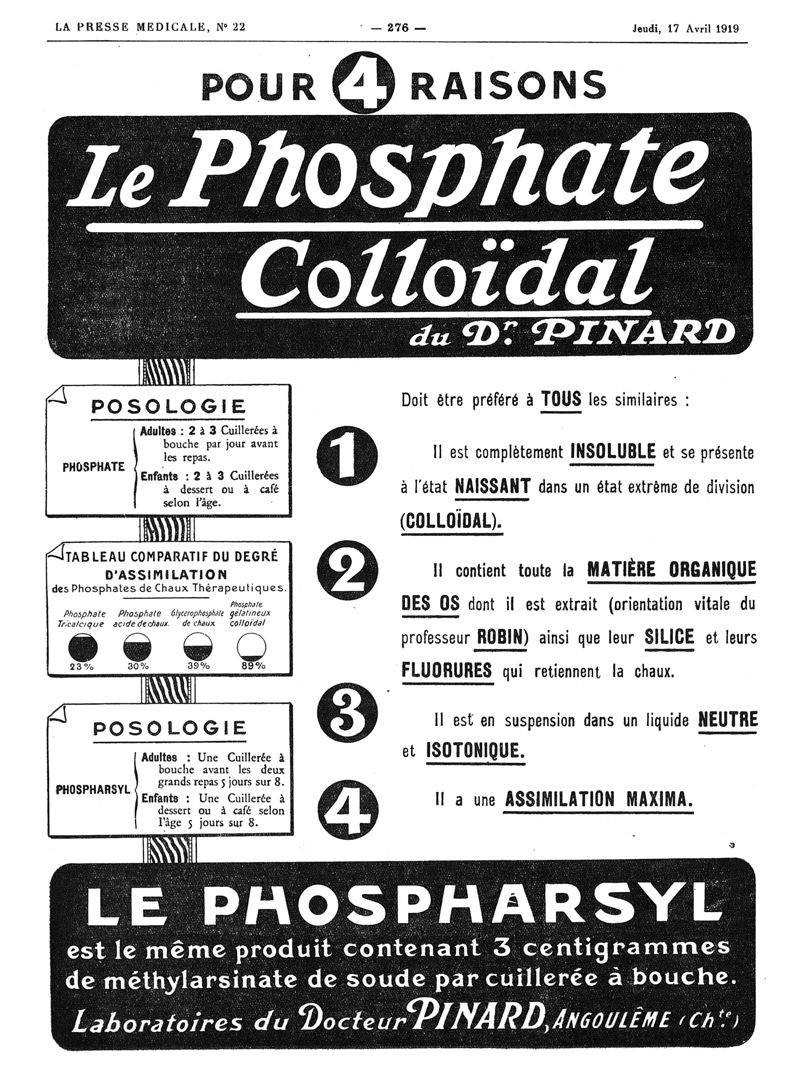 LA PRESSE MEDICALE, N° 22
— 276 —
Jeudi, 17 Avril 1919
POUR 4 RAISONS
Le Phosphate
Colloïdal
du Dr. PINARD
POSOLOGIE
PHOSPHATE
Adultes : 2 à 3 Cuillerées à
bouche par jour avant
les repas.
Enfants : 2 à 3 Cuillerées
à dessert ou à café
selon l'âge.
TABLEAU COMPARATIF DU DEGRÉ
D'ASSIMILATION
des Phosphates de Chaux Thérapeutiques.
Phosphate
Tricalcique
Phosphate
acide de chaux.
Glycerophosphate
de chaux
Phosphate
gélatineux
colloïdal
23 %
30 %
39 %
89 %
POSOLOGIE
PHOSPHARSYL
Adultes : Une Cuillerée à
bouche avant les deux
grands repas 5 jours sur 8.
Enfants : Une Cuillerée à
dessert ou à café selon
l'âge 5 jours sur 8.
Doit être préféré à TOUS les similaires :
1
Il est complètement INSOLUBLE et se présente
à l'état NAISSANT dans un état extrême de division
(COLLOÏDAL).
2
Il contient toute la MATIÈRE ORGANIQUE
DES OS dont il est extrait (orientation vitale du
professeur ROBIN) ainsi que leur SILICE et leurs
FLUORURES qui retiennent la chaux.
3
Il est en suspension dans un liquide NEUTRE
et ISOTONIQUE.
4
Il a une ASSIMILATION MAXIMA.
LE PHOSPHARSYL
est le même produit contenant 3 centigrammes
de méthylarsinate de soude par cuillerée à bouche.
Laboratoires du Docteur PINARD, ANGOULÊME (Chte.)